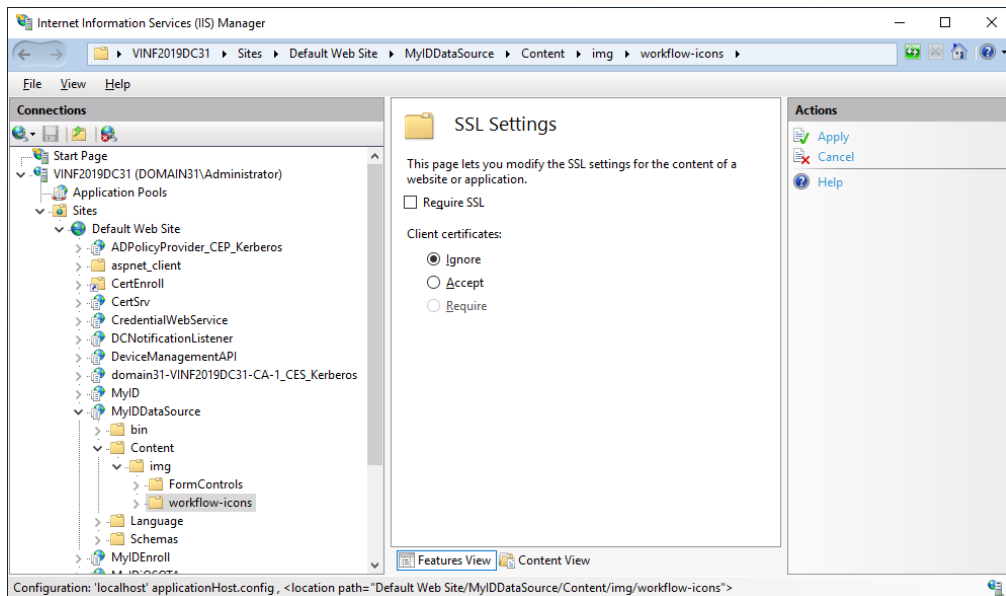 Internet Information Services (IIS) Manager
VINF2019DC31 Sites Default Web Site MyIDDataSource Content img workflow-icons
File View Help
Connections
Start Page
VINF2019DC31 (DOMAIN31\Administrator)
Application Pools
Sites
Default Web Site
ADPolicyProvider_CEP_Kerberos
aspnet_client
CertEnroll
CertSrv
CredentialWebService
DCNotificationListener
DeviceManagementAPI
domain31-VINF2019DC31-CA-1_CES_Kerberos
MyID
MyIDDataSource
bin
Content
img
FormControls
workflow-icons
Language
Schemas
MyIDEnroll
SSL Settings
This page lets you modify the SSL settings for the content of a
website or application.
Require SSL
Client certificates:
Ignore
Accept
Require
Features View Content View
Actions
Apply
Cancel
Help
Configuration: 'localhost' applicationHost.config , <location path="Default Web Site/MyIDDataSource/Content/img/workflow-icons">